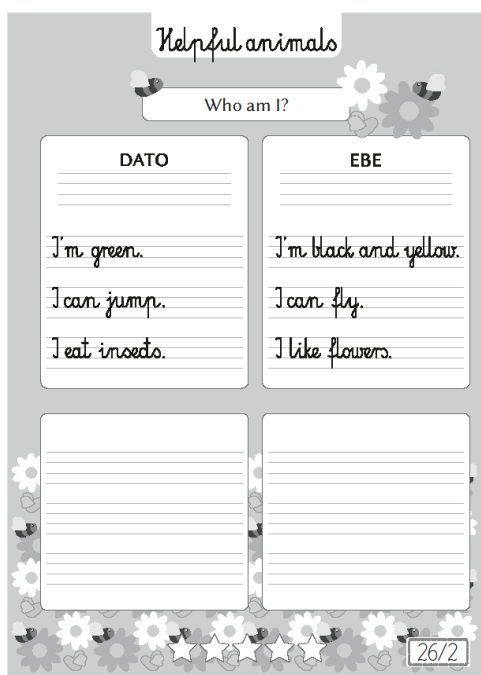 Helpful animals
Who am I?
DATO
I'm green.
I can jump.
I eat insects.
EBE
I'm black and yellow.
I can fly.
I like flowers.
26/2